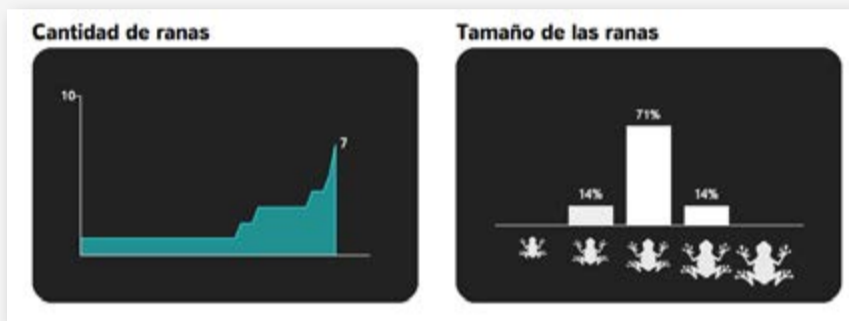 Cantidad de ranas
Tamaño de las ranas
10
7
71%
14%
14%